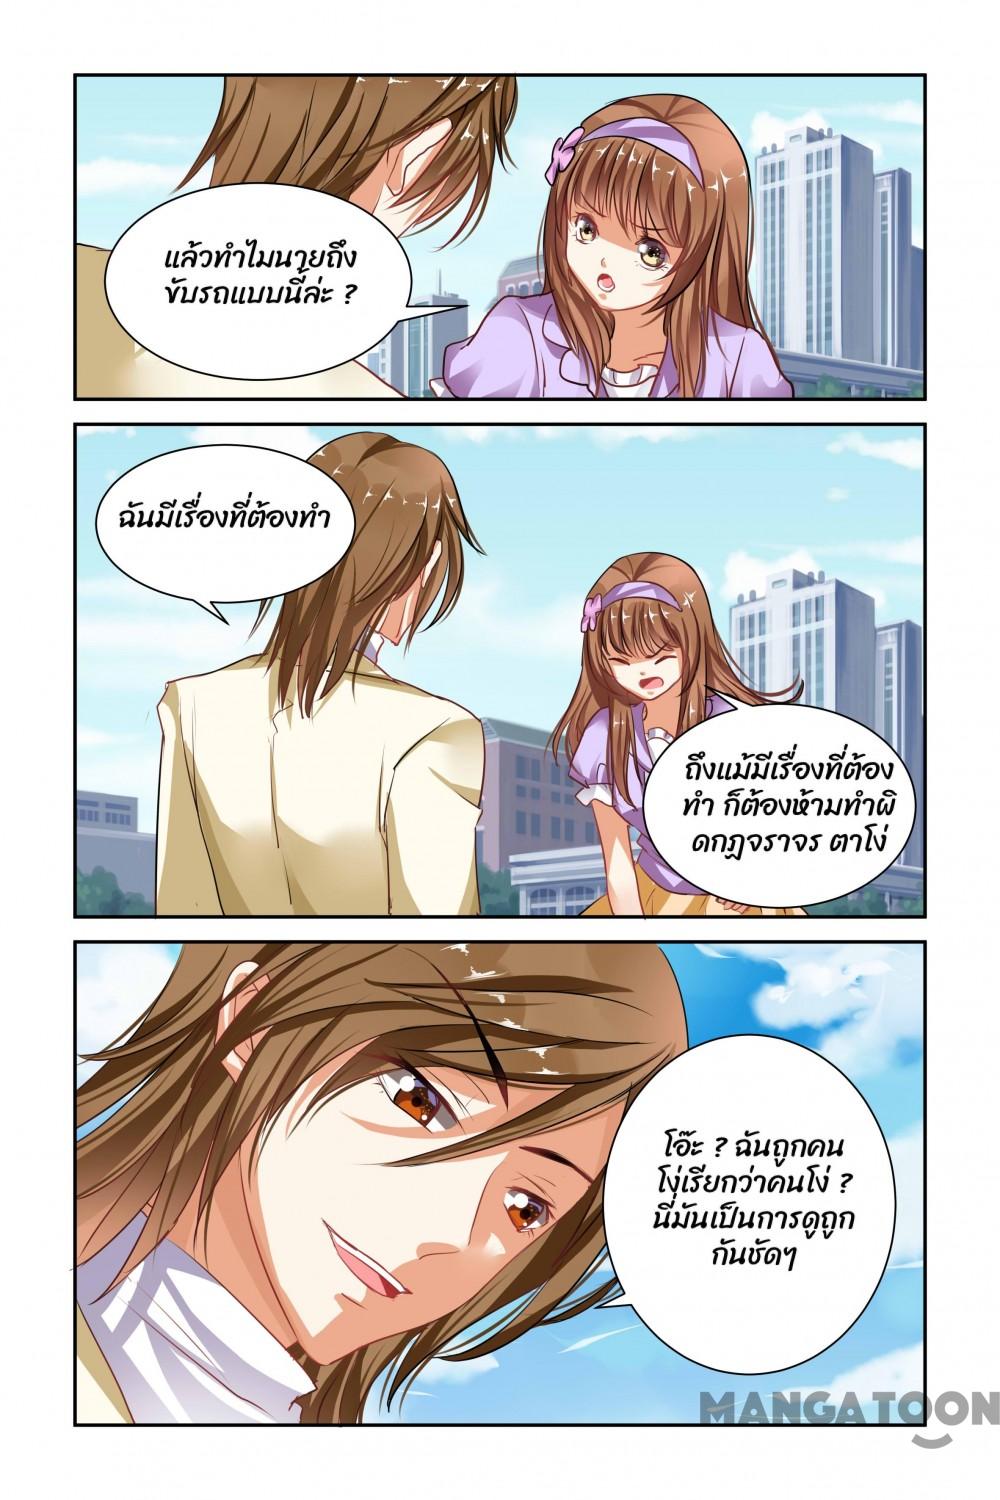 แล้วทำไมนายถึง
ขับรถแบบนี้ล่ะ ?
ฉันมีเรื่องที่ต้องทำ
ถึงแม้มีเรื่องที่ต้อง
ทำ ก็ต้องห้ามทำผิ
ดกฎจราจร ตาโง่
โอ๊ะ ? ฉันถูกคน
โง่เรียกว่าคนโง่ ?
นี่มันเป็นการดูถูก
กันชัดๆ
MANGATOON